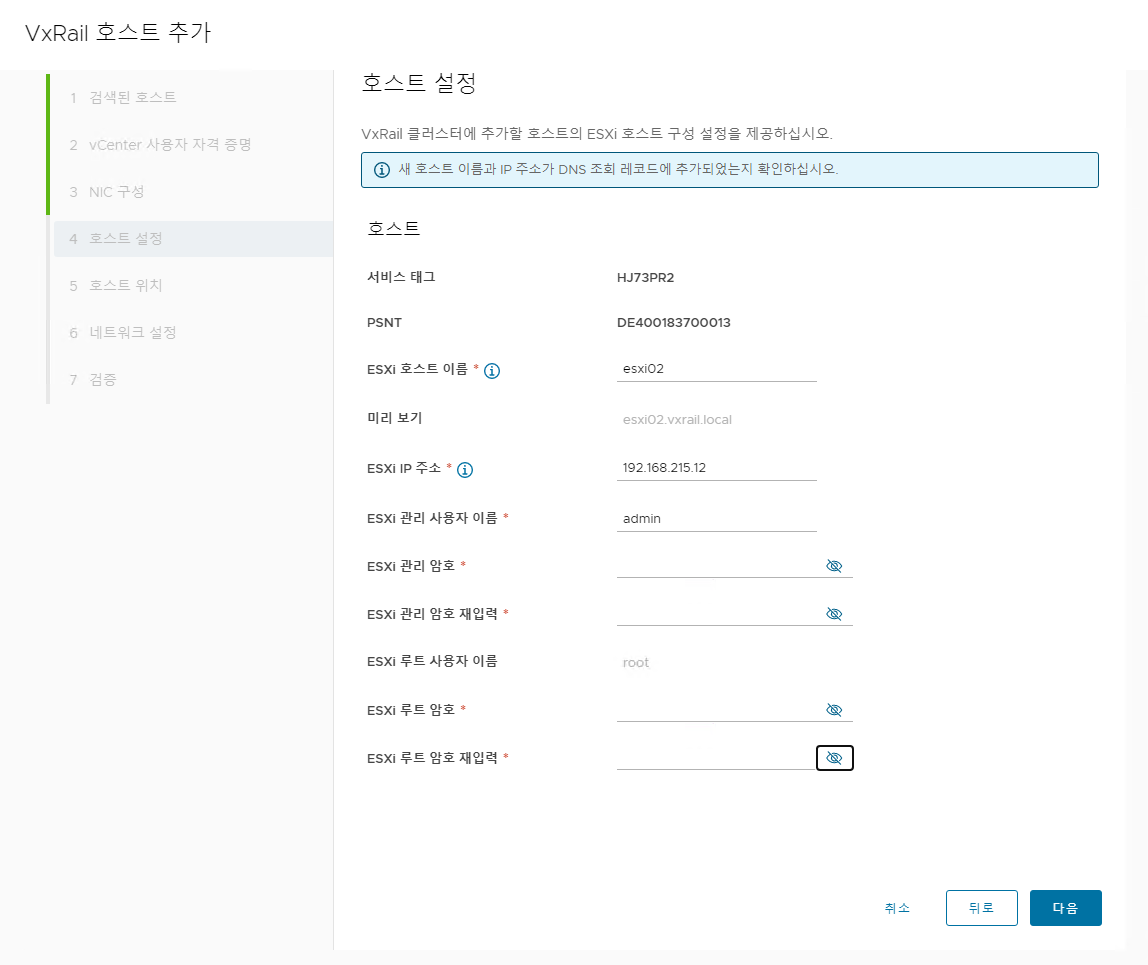 VxRail 호스트 추가
1 검색된 호스트
2 vCenter 사용자 자격 증명
3 NIC 구성
4 호스트 설정
5 호스트 위치
6 네트워크 설정
7 검증
호스트 설정
VxRail 클러스터에 추가할 호스트의 ESXi 호스트 구성 설정을 제공하십시오.
새 호스트 이름과 IP 주소가 DNS 조회 레코드에 추가되었는지 확인하십시오.
호스트
서비스 태그 HJ73PR2
PSNT DE400183700013
ESXi 호스트 이름 * esxi02
미리 보기 esxi02.vxrail.local
ESXi IP 주소 * 192.168.215.12
ESXi 관리 사용자 이름 * admin
ESXi 관리 암호 *
ESXi 관리 암호 재입력 *
ESXi 루트 사용자 이름 root
ESXi 루트 암호 *
ESXi 루트 암호 재입력 *
취소 뒤로 다음